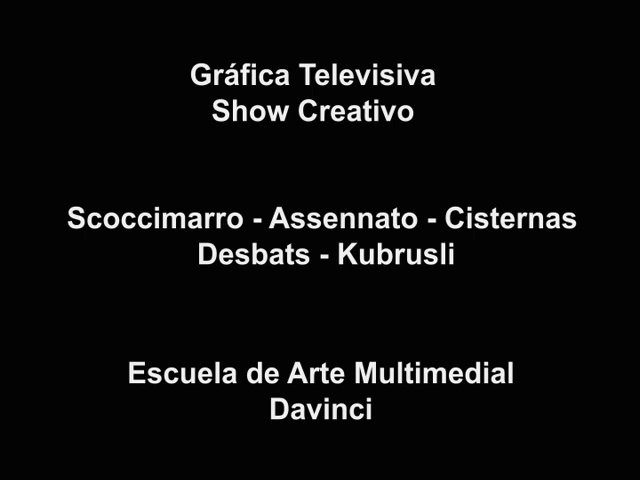 Gráfica Televisiva
Show Creativo
Scoccimarro - Assennato - Cisternas
Desbats - Kubrusli
Escuela de Arte Multimedial
Davinci